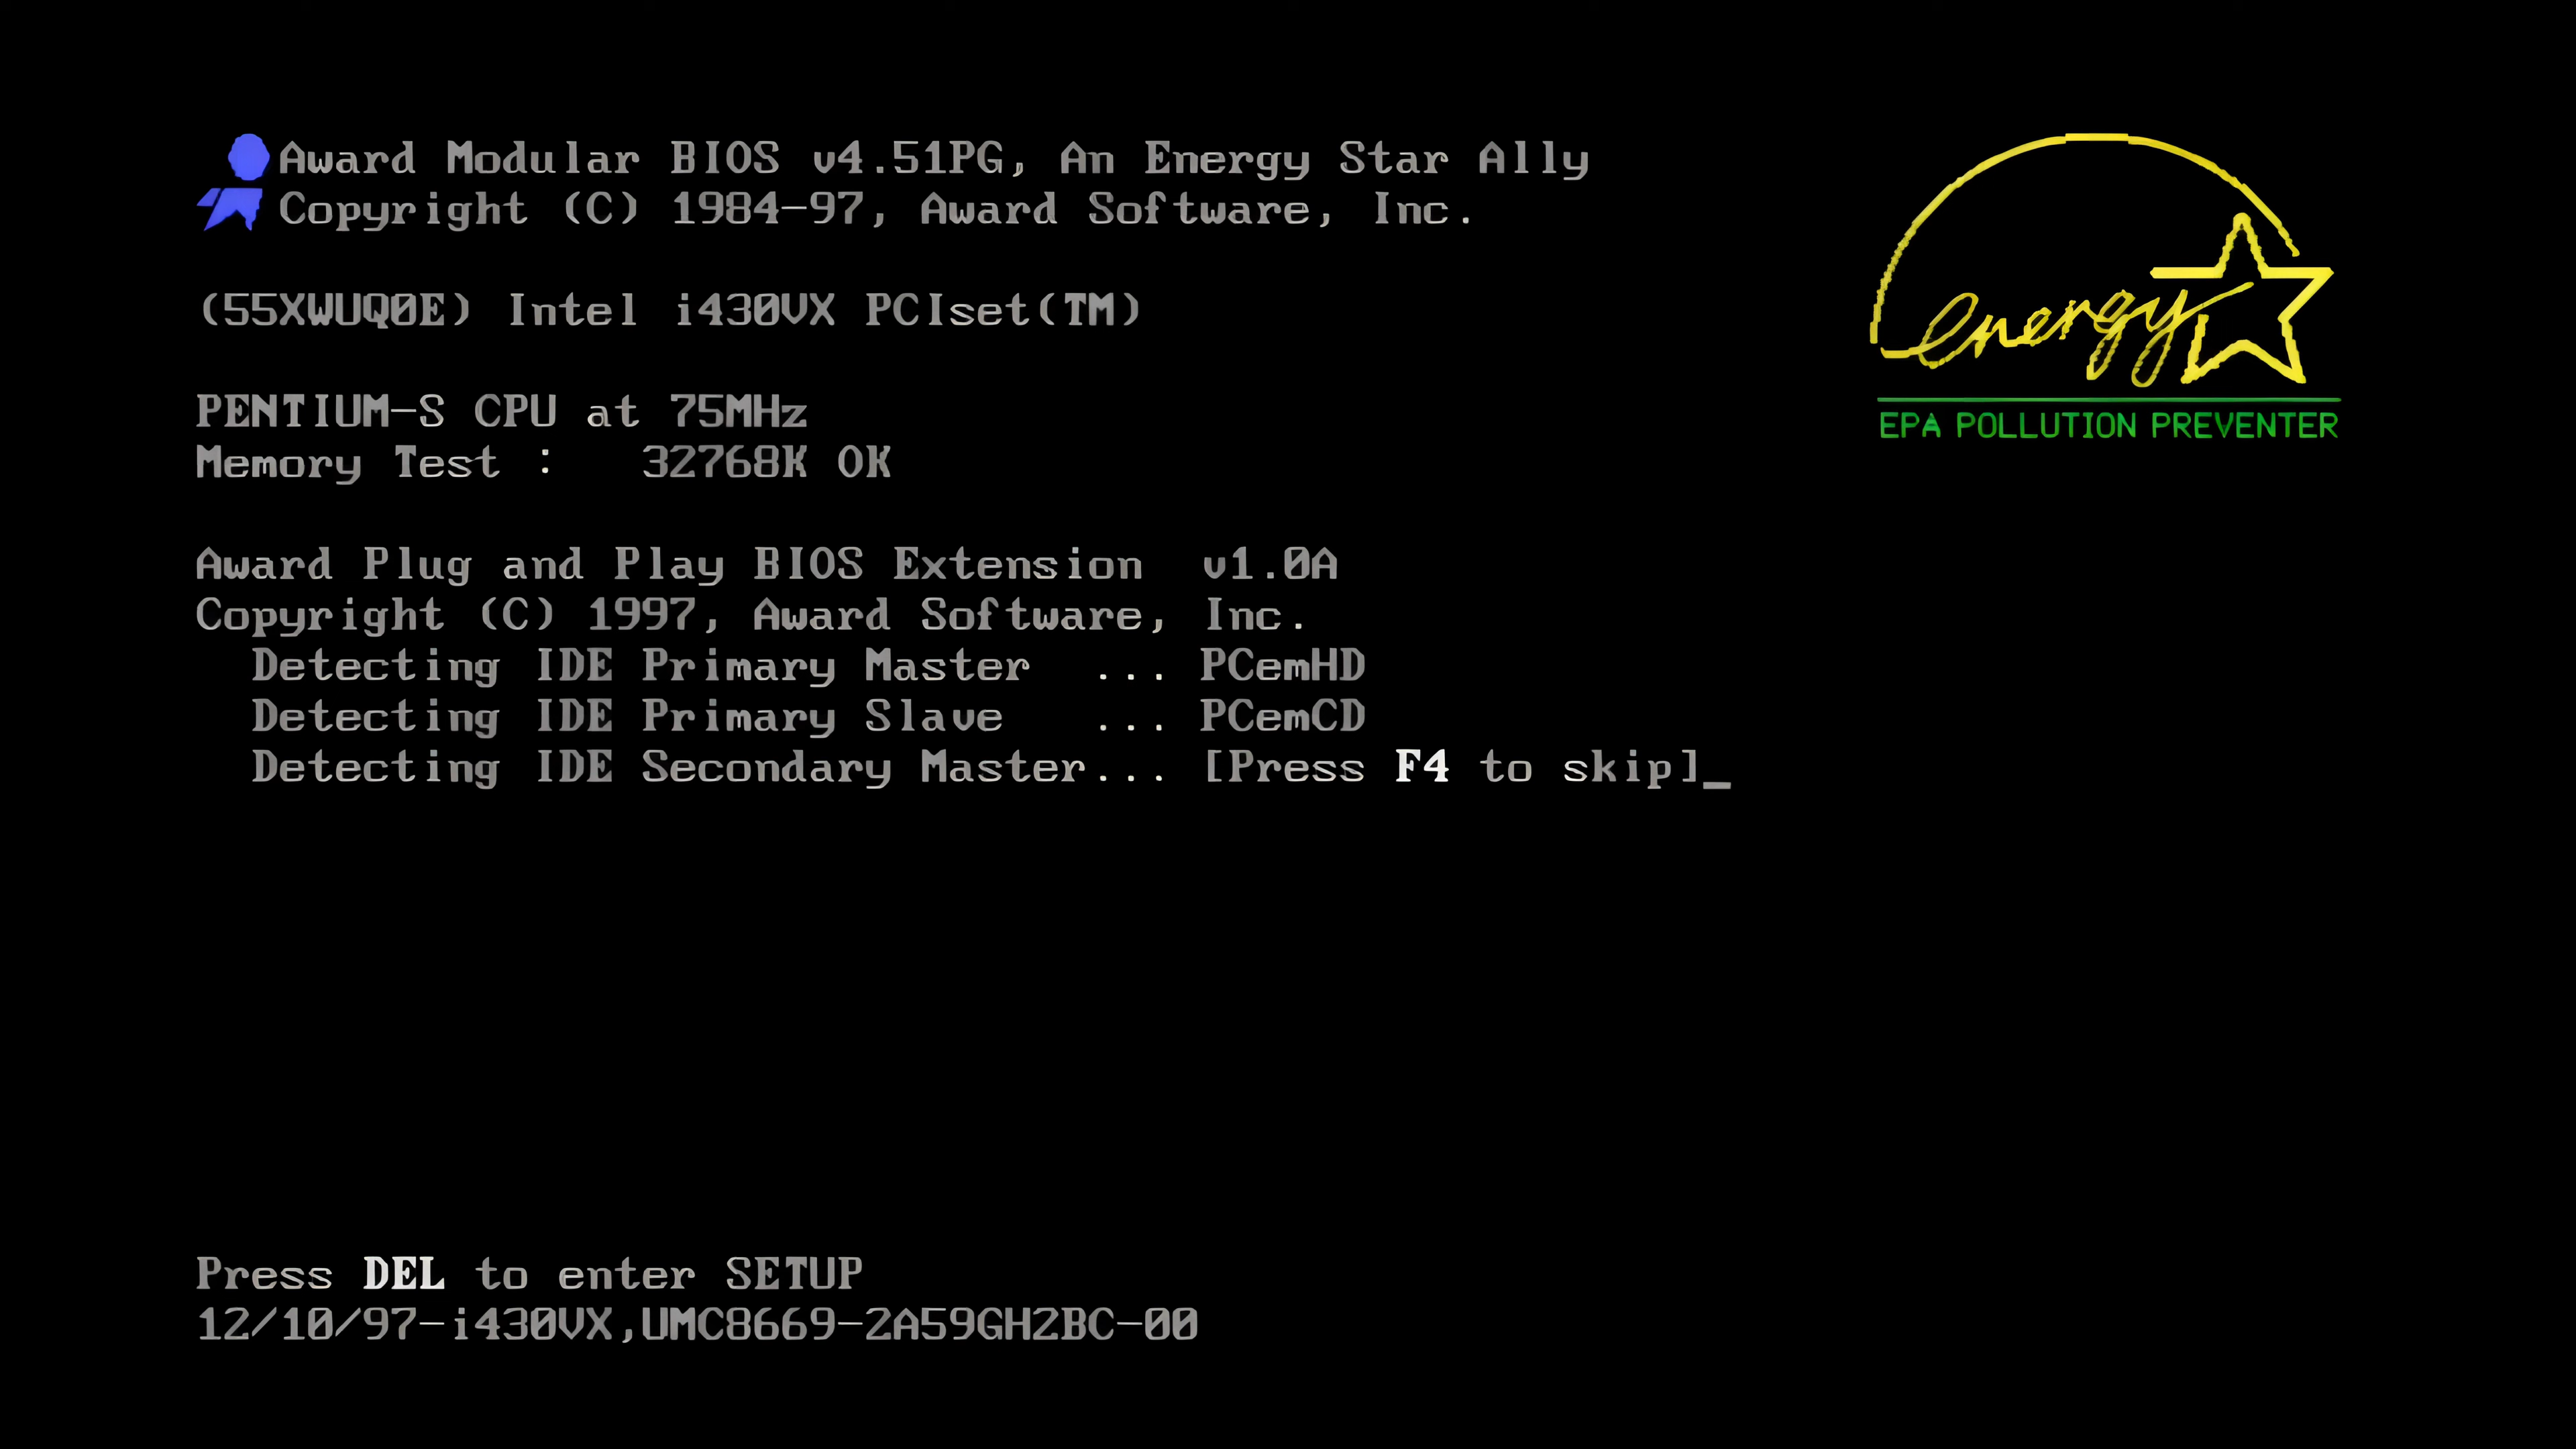 Award Modular BIOS v4.51PG, An Energy Star Ally
Copyright (C) 1984-97, Award Software, Inc.
(55XWUQ0E) Intel i430VX PCIset(TM)
energy
EPA POLLUTION PREVENTER
PENTIUM-S CPU at 75MHz
Memory Test :   32768K OK
Award Plug and Play BIOS Extension  v1.0A
Copyright (C) 1997, Award Software, Inc.
Detecting IDE Primary Master  ... PCemHD
Detecting IDE Primary Slave   ... PCemCD
Detecting IDE Secondary Master... [Press F4 to skip]_
Press DEL to enter SETUP
12/10/97-i430VX,UMC8669-2A59GH2BC-00